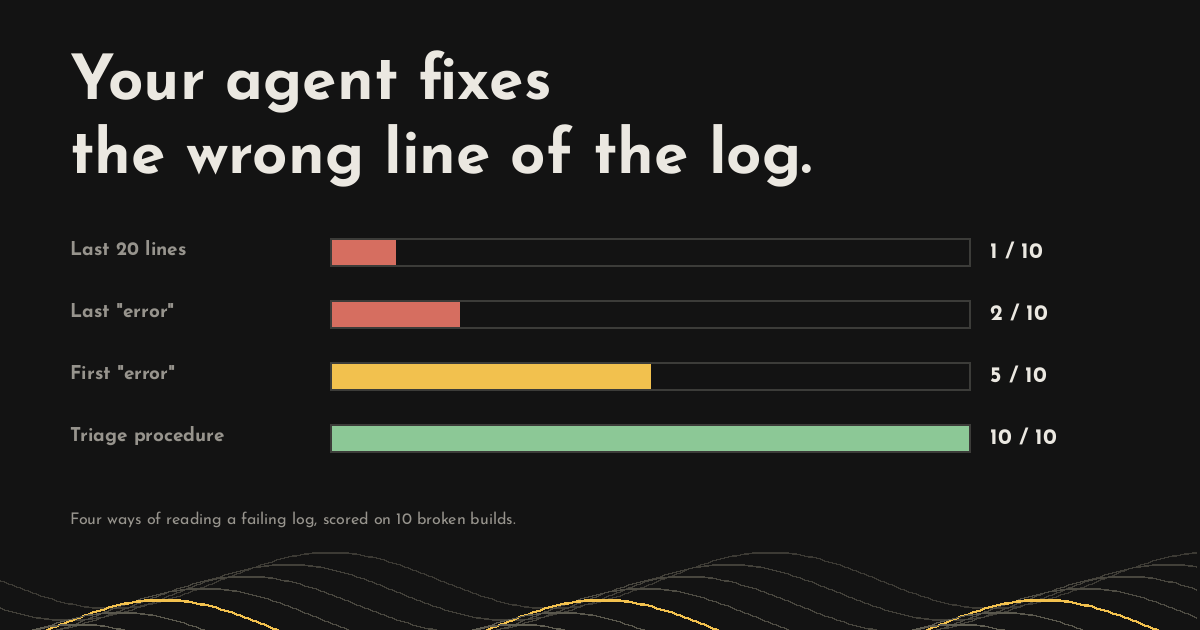 Your agent fixes
the wrong line of the log.
Last 20 lines 1 / 10
Last "error" 2 / 10
First "error" 5 / 10
Triage procedure 10 / 10
Four ways of reading a failing log, scored on 10 broken builds.